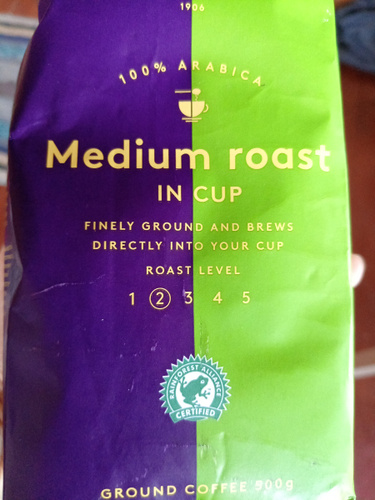 1906
100% ARABICA
Medium roast
IN CUP
FINELY GROUND AND BREWS
DIRECTLY INTO YOUR CUP
ROAST LEVEL
1 2 3 4 5
RAINFOREST ALLIANCE
CERTIFIED
GROUND COFFEE 500g